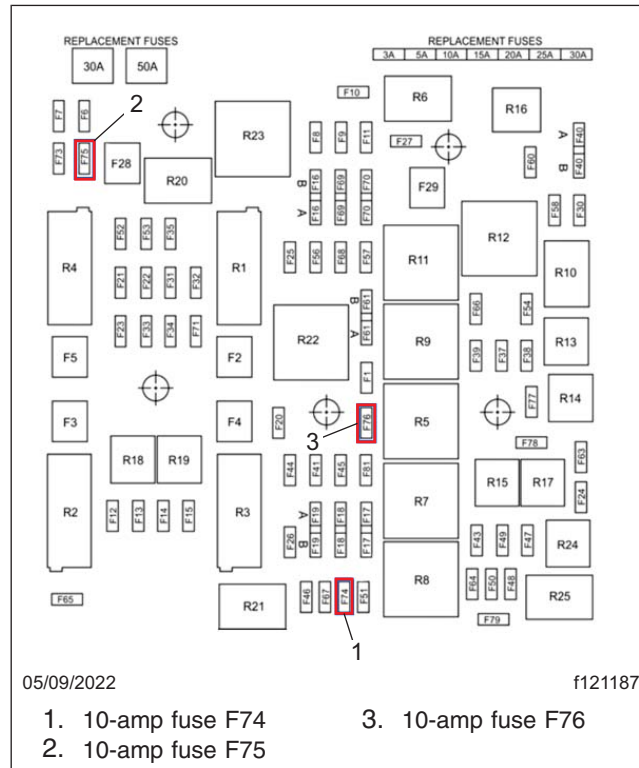 REPLACEMENT FUSES REPLACEMENT FUSES
30A 50A 3A 5A 10A 15A 20A 25A 30A
F10 R6 R16
F7 F6 2 R23 F8 F9 F11 F27 A F40
F73 F75 F28 R20 F60 B F40
B F16 F69 F70 F29
A F16 F69 F70 F58 F30
F52 F53 F35 R12
R4 R1 F25 F56 F68 F57 R11 R10
F21 F22 F31 F32
B F61 F66 F54
F23 F33 F34 F71 A F61
F5 F2 R22 R9 F39 F37 F38 R13
F1
F77 R14
F3 F4 F20 3 F76 R5
F78
R18 R19 F44 F41 F45 F81 R15 R17 F63
F24
R2 F12 F13 F14 F15 R3 A F19 F18 F17 R7
F26 B F19 F18 F17 F43 F49 F47 R24
F65 R21 F46 F67 F74 F51 R8 F64 F50 F48 R25
F79
1
05/09/2022 f121187
1. 10-amp fuse F74 3. 10-amp fuse F76
2. 10-amp fuse F75